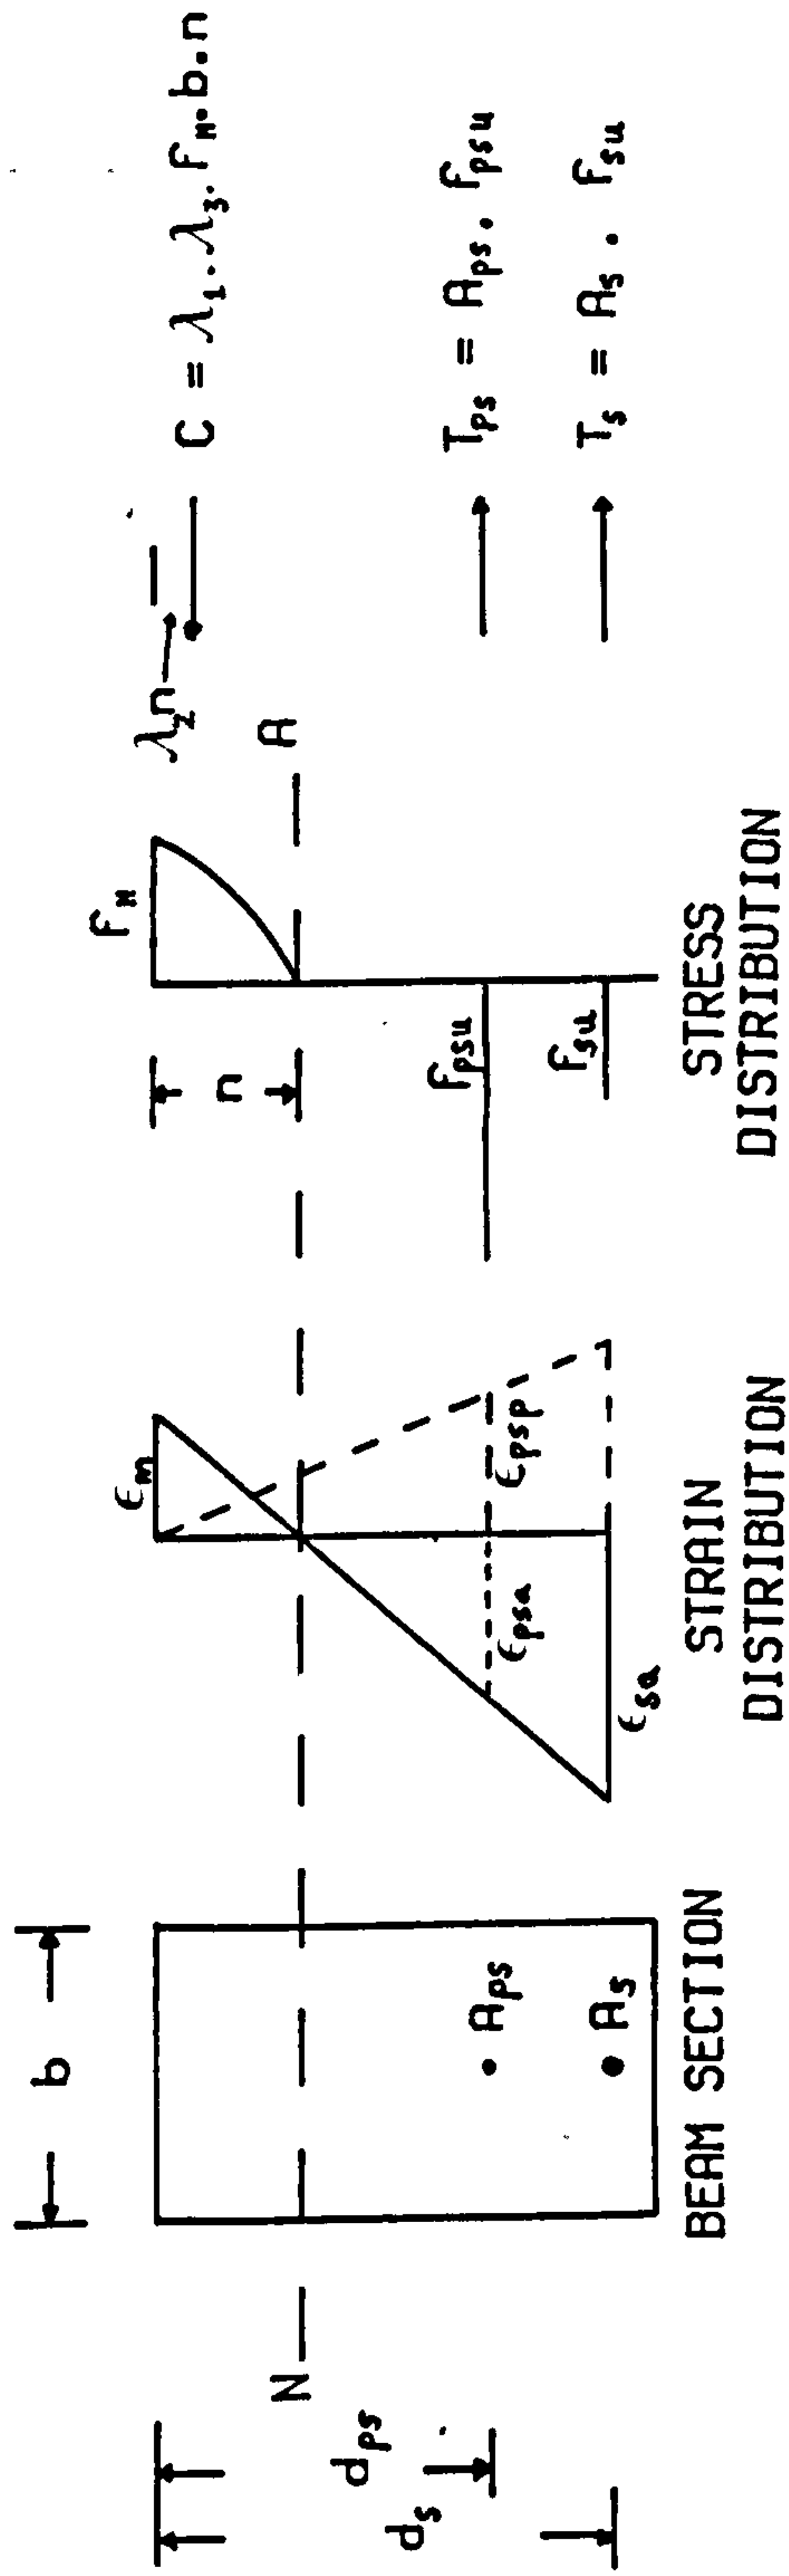 b
N
d_ps
d_s
A_ps
A_s
BEAM SECTION
ϵ_m
ϵ_psa
ϵ_psp
ϵ_sa
STRAIN
DISTRIBUTION
F_m
n
A
F_psu
F_su
STRESS
DISTRIBUTION
λ_2n
C = λ_1.λ_3.F_m.b.n
T_ps = A_ps.F_psu
T_s = A_s.F_su